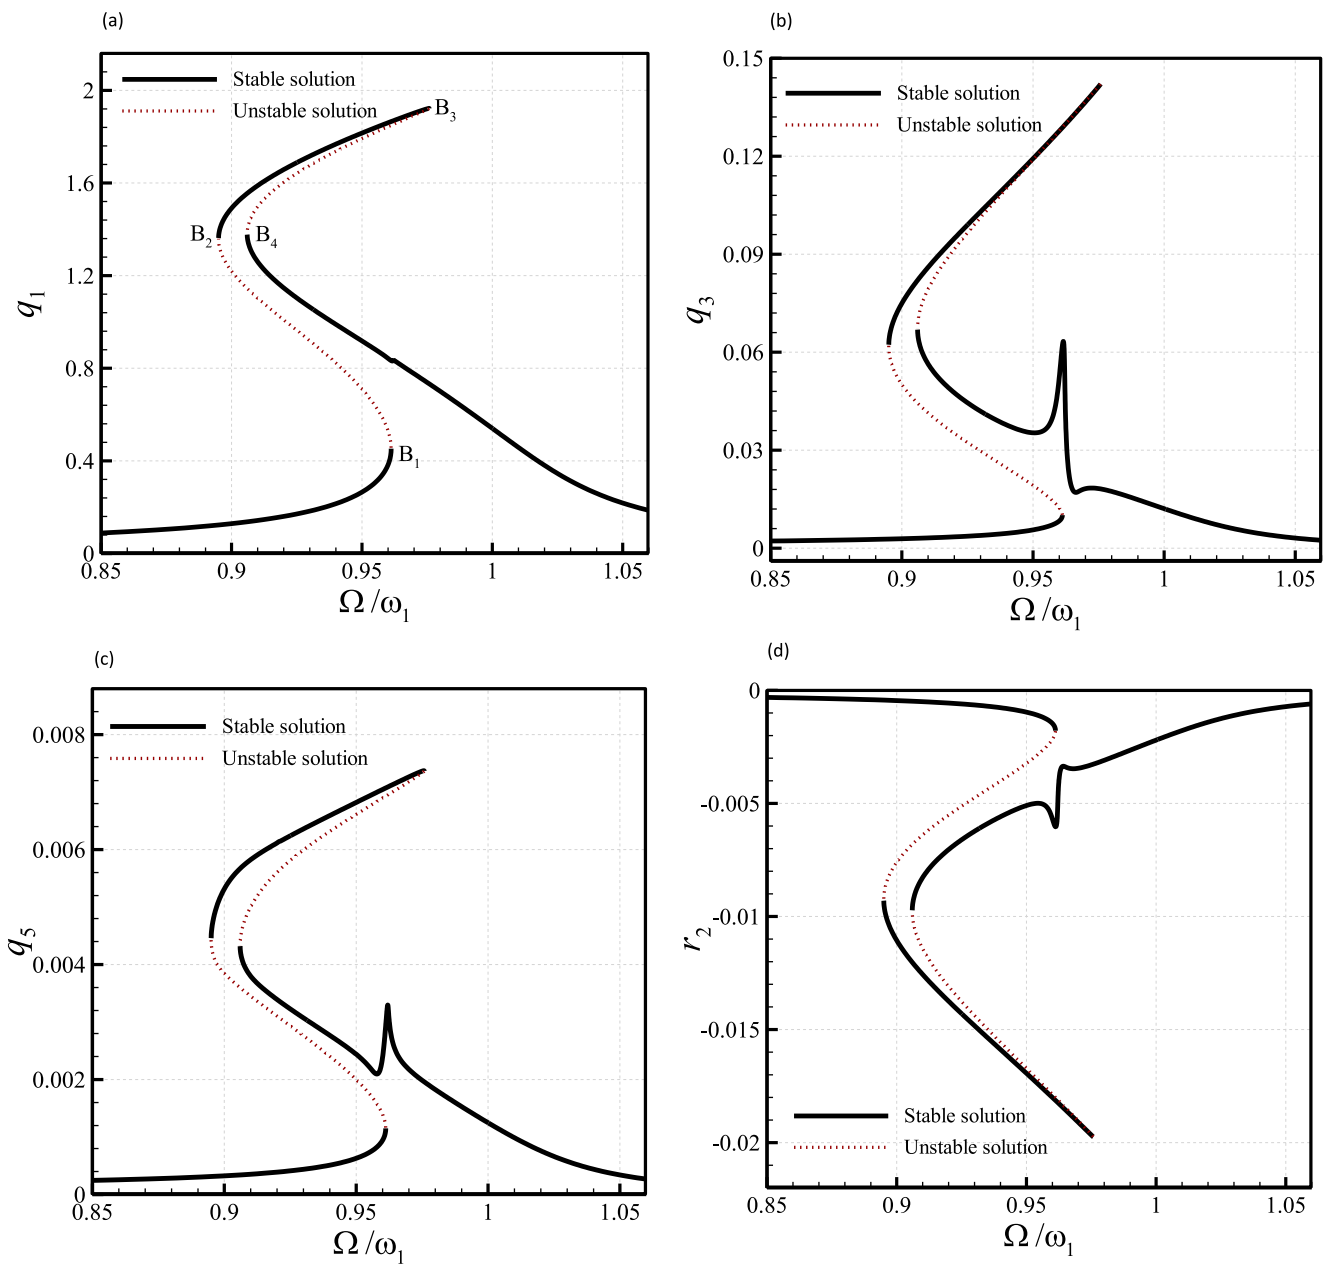 (a)
Stable solution
Unstable solution
B3
B2
B4
B1
2
1.6
1.2
0.8
0.4
0
q1
0.85
0.9
0.95
1
1.05
Ω/ω1
(b)
Stable solution
Unstable solution
0.15
0.12
0.09
0.06
0.03
0
q3
0.85
0.9
0.95
1
1.05
Ω/ω1
(c)
Stable solution
Unstable solution
0.008
0.006
0.004
0.002
0
q5
0.85
0.9
0.95
1
1.05
Ω/ω1
(d)
0
-0.005
-0.01
-0.015
-0.02
r2
Stable solution
Unstable solution
0.85
0.9
0.95
1
1.05
Ω/ω1